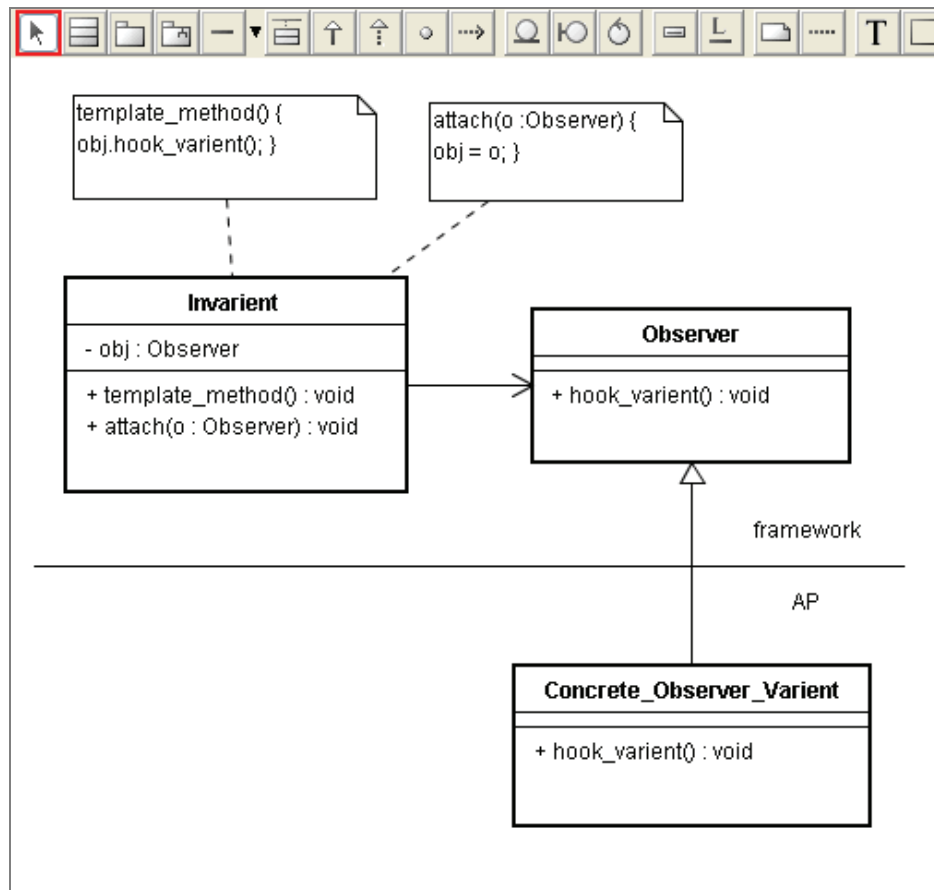 T
template_method() {
obj.hook_varient(); }
attach(o :Observer) {
obj = o; }
Invarient
- obj : Observer
+ template_method() : void
+ attach(o : Observer) : void
Observer
+ hook_varient() : void
framework
AP
Concrete_Observer_Varient
+ hook_varient() : void